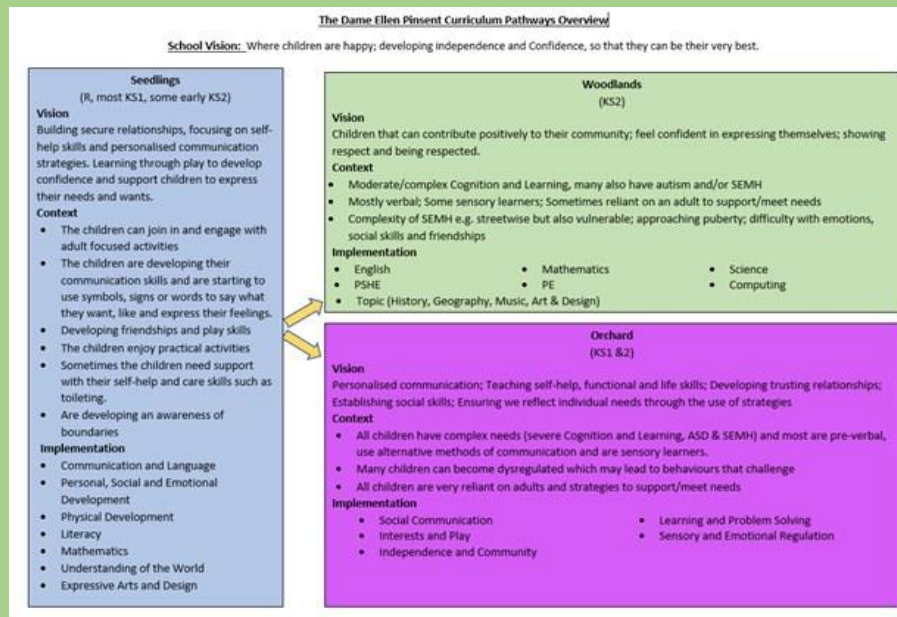 The Dame Ellen Pinsent Curriculum Pathways Overview
School Vision: Where children are happy; developing independence and Confidence, so that they can be their very best.
Seedlings
(R, most KS1, some early KS2)
Vision
Building secure relationships, focusing on self-
help skills and personalised communication
strategies. Learning through play to develop
confidence and support children to express
their needs and wants.
Context
• The children can join in and engage with
adult focused activities
• The children are developing their
communication skills and are starting to
use symbols, signs or words to say what
they want, like and express their feelings.
• Developing friendships and play skills
• The children enjoy practical activities
• Sometimes the children need support
with their self-help and care skills such as
toileting.
• Are developing an awareness of
boundaries
Implementation
• Communication and Language
• Personal, Social and Emotional
Development
• Physical Development
• Literacy
• Mathematics
• Understanding of the World
• Expressive Arts and Design
Woodlands
(KS2)
Vision
Children that can contribute positively to their community; feel confident in expressing themselves; showing
respect and being respected.
Context
• Moderate/complex Cognition and Learning, many also have autism and/or SEMH
• Mostly verbal; Some sensory learners; Sometimes reliant on an adult to support/meet needs
• Complexity of SEMH e.g. streetwise but also vulnerable; approaching puberty; difficulty with emotions,
social skills and friendships
Implementation
• English • Mathematics • Science
• PSHE • PE • Computing
• Topic (History, Geography, Music, Art & Design)
Orchard
(KS1 &2)
Vision
Personalised communication; Teaching self-help, functional and life skills; Developing trusting relationships;
Establishing social skills; Ensuring we reflect individual needs through the use of strategies
Context
• All children have complex needs (severe Cognition and Learning, ASD & SEMH) and most are pre-verbal,
use alternative methods of communication and are sensory learners.
• Many children can become dysregulated which may lead to behaviours that challenge
• All children are very reliant on adults and strategies to support/meet needs
Implementation
• Social Communication • Learning and Problem Solving
• Interests and Play • Sensory and Emotional Regulation
• Independence and Community